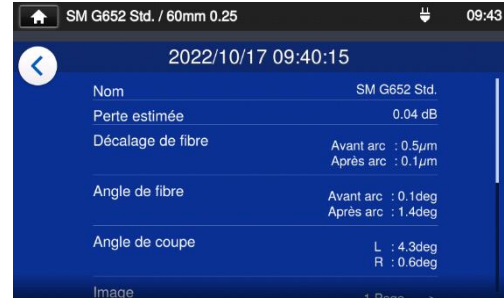 SM G652 Std. / 60mm 0.25 09:43
2022/10/17 09:40:15
Nom SM G652 Std.
Perte estimée 0.04 dB
Décalage de fibre Avant arc : 0.5µm
Après arc : 0.1µm
Angle de fibre Avant arc : 0.1deg
Après arc : 1.4deg
Angle de coupe L : 4.3deg
R : 0.6deg
Image 1 Page